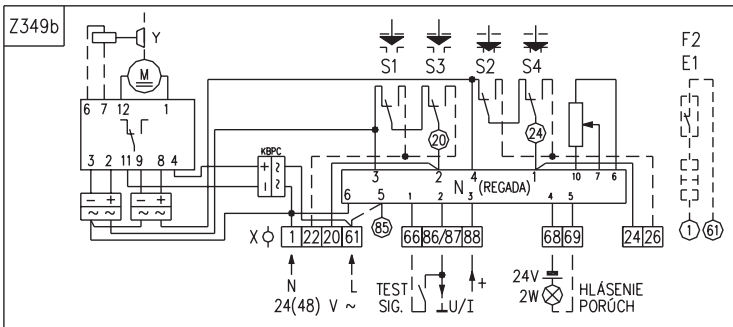 Z349b
Y
M
6 7 12 1
3 2 11 9 8 4
− + − +
~ ~
KBPC
+ ~
− ~
S1 S3 S2 S4
20
24
F2
E1
3 2 4 1 10 7 6
N (REGADA)
6 5 1 2 3 4 5
85
X 1 22 20 61 66 86/87 88 68 69 24 26
1 61
N L
24(48) V ~
TEST
SIG.
U/I
+
24V
2W
HLÁSENIE
PORÚCH